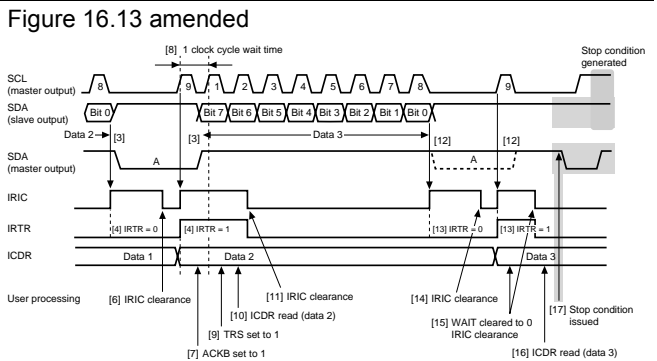 Figure 16.13 amended
[8] 1 clock cycle wait time
Stop condition
generated
SCL
(master output)
8
9
1
2
3
4
5
6
7
8
9
SDA
(slave output)
Bit 0
Bit 7
Bit 6
Bit 5
Bit 4
Bit 3
Bit 2
Bit 1
Bit 0
Data 2
[3]
[3]
Data 3
[12]
[12]
SDA
(master output)
A
A
IRIC
IRTR
[4] IRTR = 0
[4] IRTR = 1
[13] IRTR = 0
[13] IRTR = 1
ICDR
Data 1
Data 2
Data 3
User processing
[6] IRIC clearance
[11] IRIC clearance
[14] IRIC clearance
[17] Stop condition
issued
[10] ICDR read (data 2)
[15] WAIT cleared to 0
IRIC clearance
[9] TRS set to 1
[7] ACKB set to 1
[16] ICDR read (data 3)